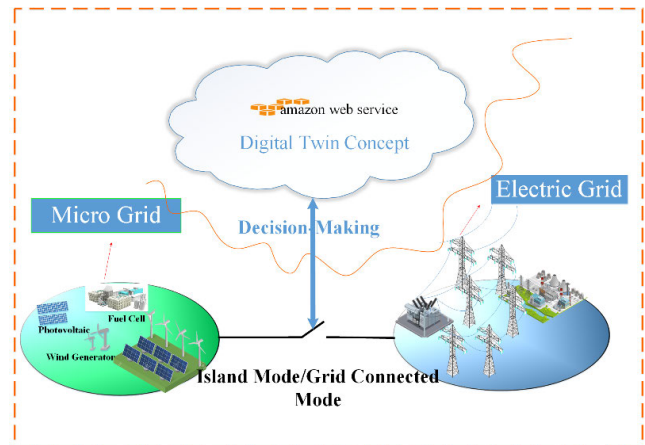 amazon web service
Digital Twin Concept
Electric Grid
Micro Grid
Decision-Making
Fuel Cell
Photovoltaic
Wind Generator
Island Mode/Grid Connected
Mode